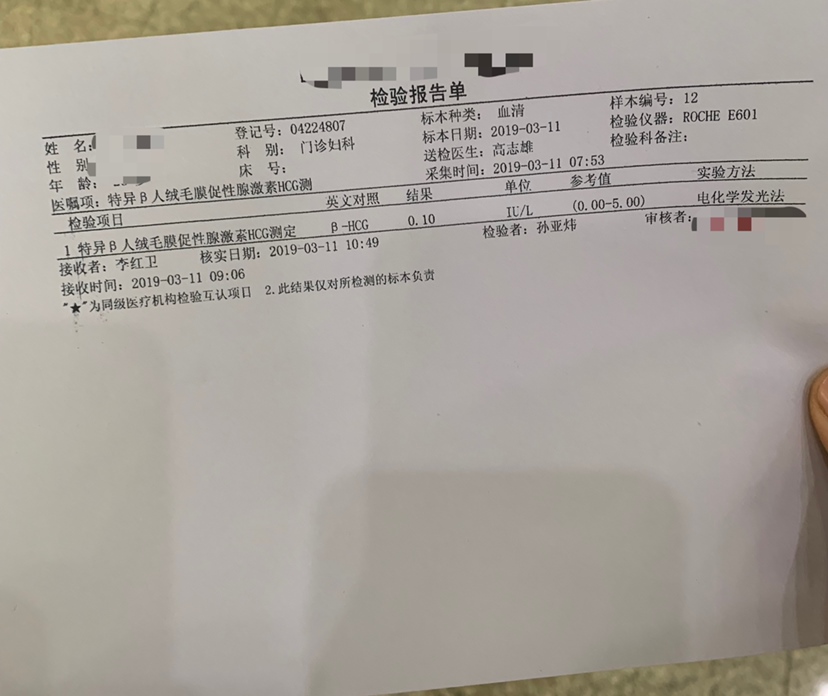 检验报告单
姓 名: 登记号: 04224807 标本种类: 血清 样本编号: 12
性 别 科 别: 门诊妇科 标本日期: 2019-03-11 检验仪器: ROCHE E601
年 龄: 床 号: 送检医生: 高志雄 检验科备注:
医嘱项: 特异β人绒毛膜促性腺激素HCG测 采集时间: 2019-03-11 07:53
检验项目 英文对照 结果 单位 参考值 实验方法
1 特异β人绒毛膜促性腺激素HCG测定 β-HCG 0.10 IU/L (0.00-5.00) 电化学发光法
接收者: 李红卫 核实日期: 2019-03-11 10:49 检验者: 孙亚炜 审核者:
接收时间: 2019-03-11 09:06
"★"为同级医疗机构检验互认项目 2.此结果仅对所检测的标本负责